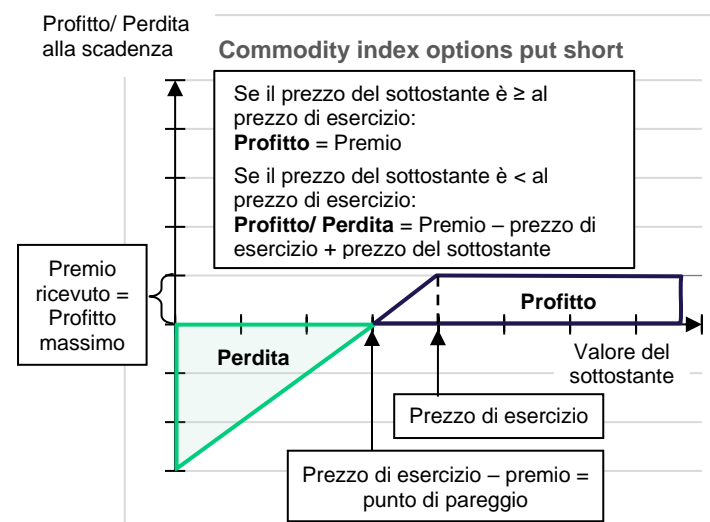 Profitto/ Perdita
alla scadenza
Commodity index options put short
Se il prezzo del sottostante è ≥ al
prezzo di esercizio:
Profitto = Premio
Se il prezzo del sottostante è < al
prezzo di esercizio:
Profitto/ Perdita = Premio – prezzo di
esercizio + prezzo del sottostante
Premio
ricevuto =
Profitto
massimo
Profitto
Perdita
Valore del
sottostante
Prezzo di esercizio
Prezzo di esercizio – premio =
punto di pareggio